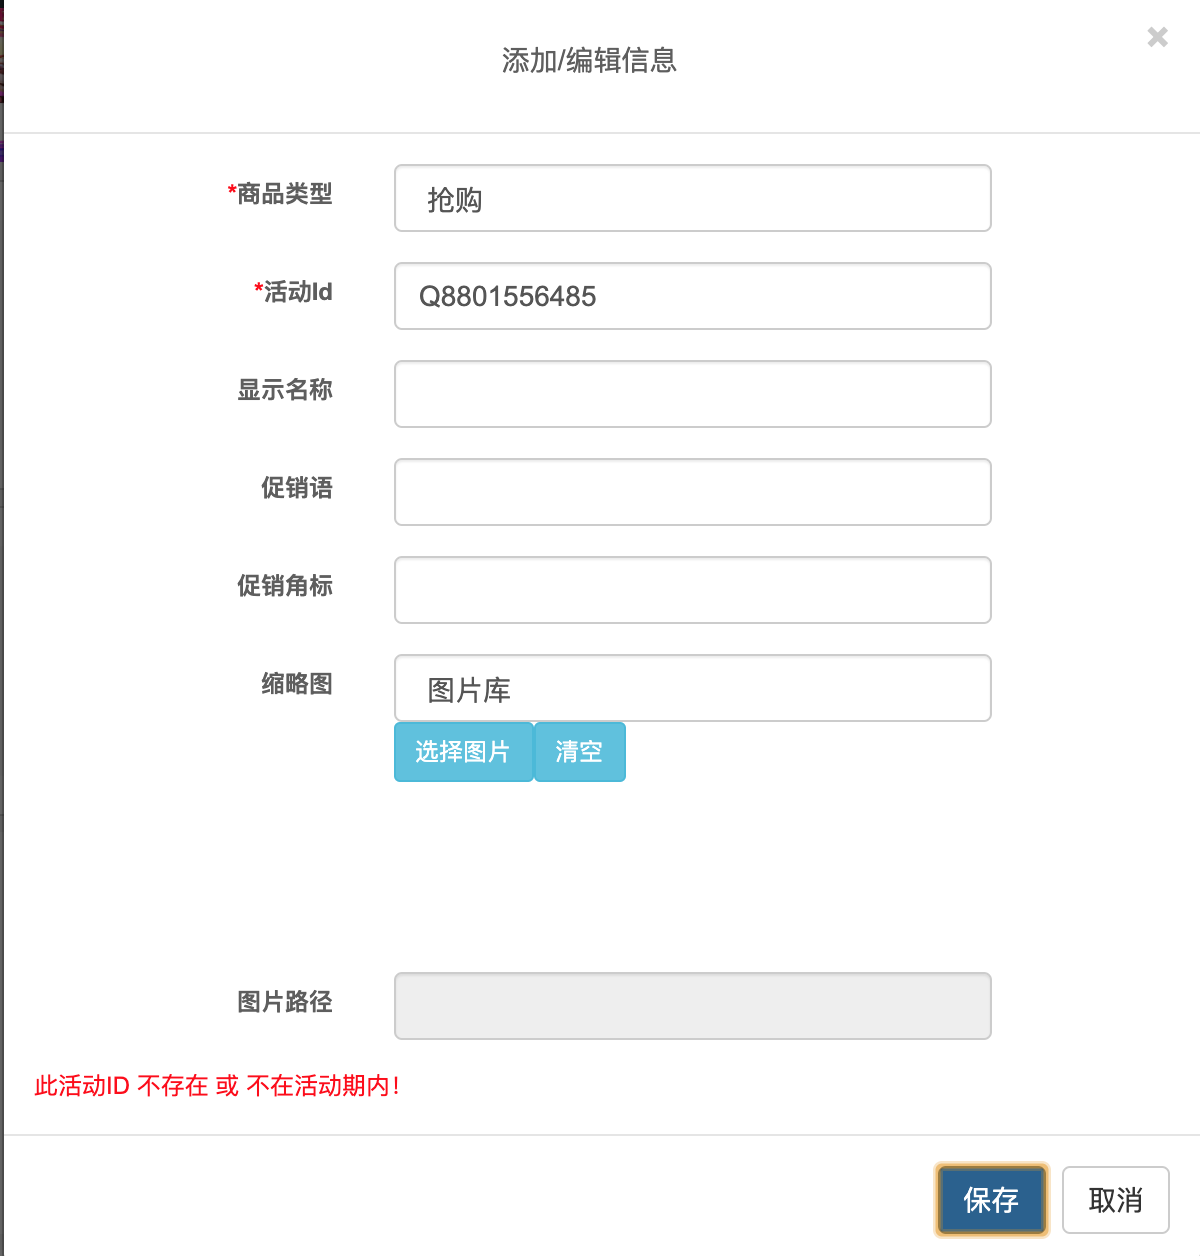 添加/编辑信息
×
*商品类型
抢购
*活动Id
Q8801556485
显示名称
促销语
促销角标
缩略图
图片库
选择图片 清空
图片路径
此活动ID 不存在 或 不在活动期内!
保存 取消